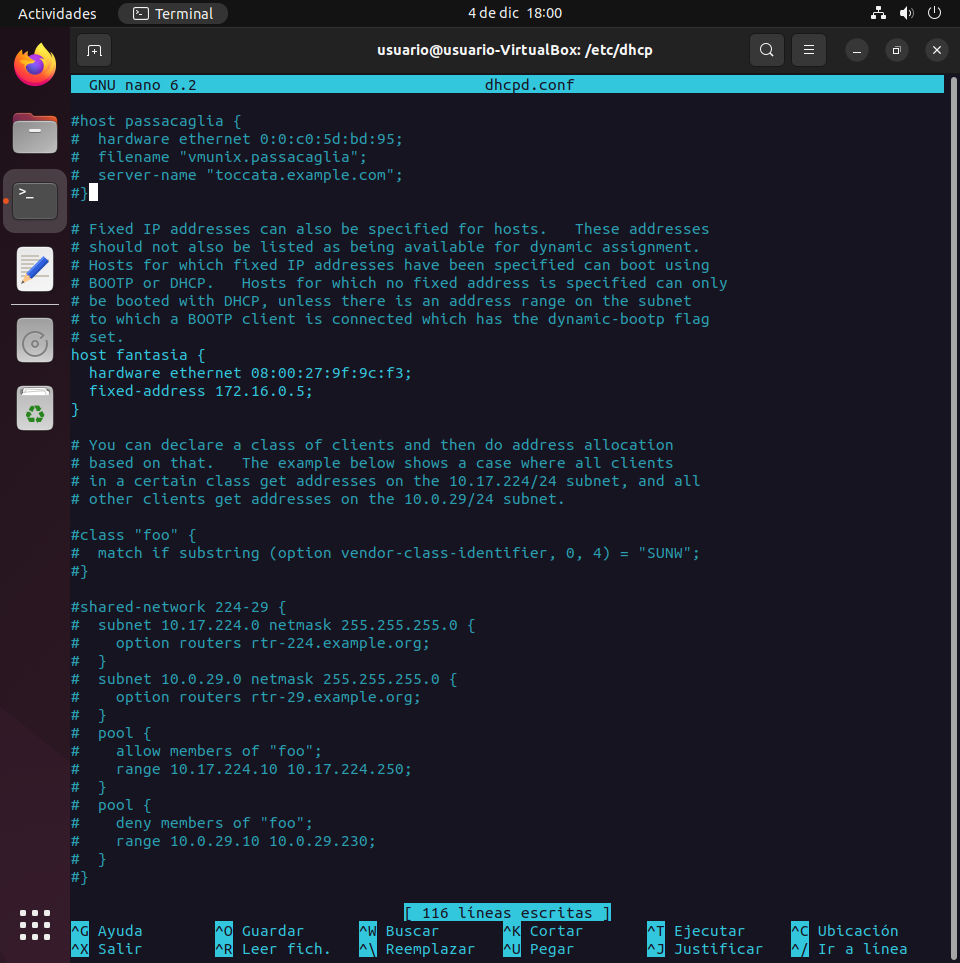 Actividades
Terminal
4 de dic 18:00
usuario@usuario-VirtualBox: /etc/dhcp
GNU nano 6.2
dhcpd.conf
#host passacaglia {
#  hardware ethernet 0:0:c0:5d:bd:95;
#  filename "vmunix.passacaglia";
#  server-name "toccata.example.com";
#}
# Fixed IP addresses can also be specified for hosts.   These addresses
# should not also be listed as being available for dynamic assignment.
# Hosts for which fixed IP addresses have been specified can boot using
# BOOTP or DHCP.   Hosts for which no fixed address is specified can only
# be booted with DHCP, unless there is an address range on the subnet
# to which a BOOTP client is connected which has the dynamic-bootp flag
# set.
host fantasia {
  hardware ethernet 08:00:27:9f:9c:f3;
  fixed-address 172.16.0.5;
}
# You can declare a class of clients and then do address allocation
# based on that.   The example below shows a case where all clients
# in a certain class get addresses on the 10.17.224/24 subnet, and all
# other clients get addresses on the 10.0.29/24 subnet.
#class "foo" {
#  match if substring (option vendor-class-identifier, 0, 4) = "SUNW";
#}
#shared-network 224-29 {
#  subnet 10.17.224.0 netmask 255.255.255.0 {
#    option routers rtr-224.example.org;
#  }
#  subnet 10.0.29.0 netmask 255.255.255.0 {
#    option routers rtr-29.example.org;
#  }
#  pool {
#    allow members of "foo";
#    range 10.17.224.10 10.17.224.250;
#  }
#  pool {
#    deny members of "foo";
#    range 10.0.29.10 10.0.29.230;
#  }
#}
[ 116 líneas escritas ]
^G Ayuda ^O Guardar ^W Buscar ^K Cortar ^T Ejecutar ^C Ubicación
^X Salir ^R Leer fich. ^\ Reemplazar ^U Pegar ^J Justificar ^/ Ir a línea